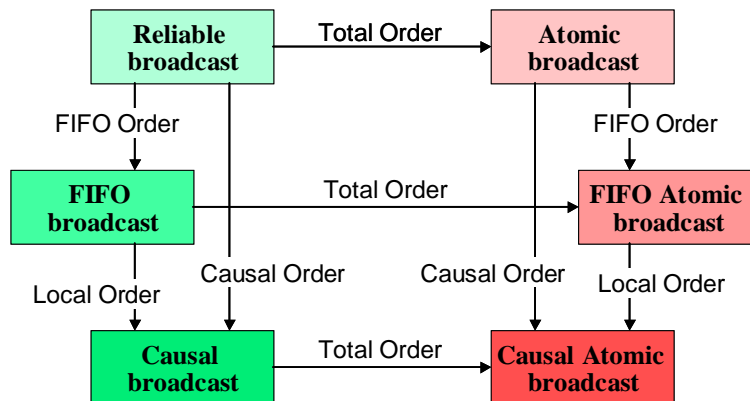 Reliable
broadcast
Total Order
Atomic
broadcast
FIFO Order
FIFO Order
FIFO
broadcast
Total Order
FIFO Atomic
broadcast
Local Order
Causal Order
Causal Order
Local Order
Causal
broadcast
Total Order
Causal Atomic
broadcast